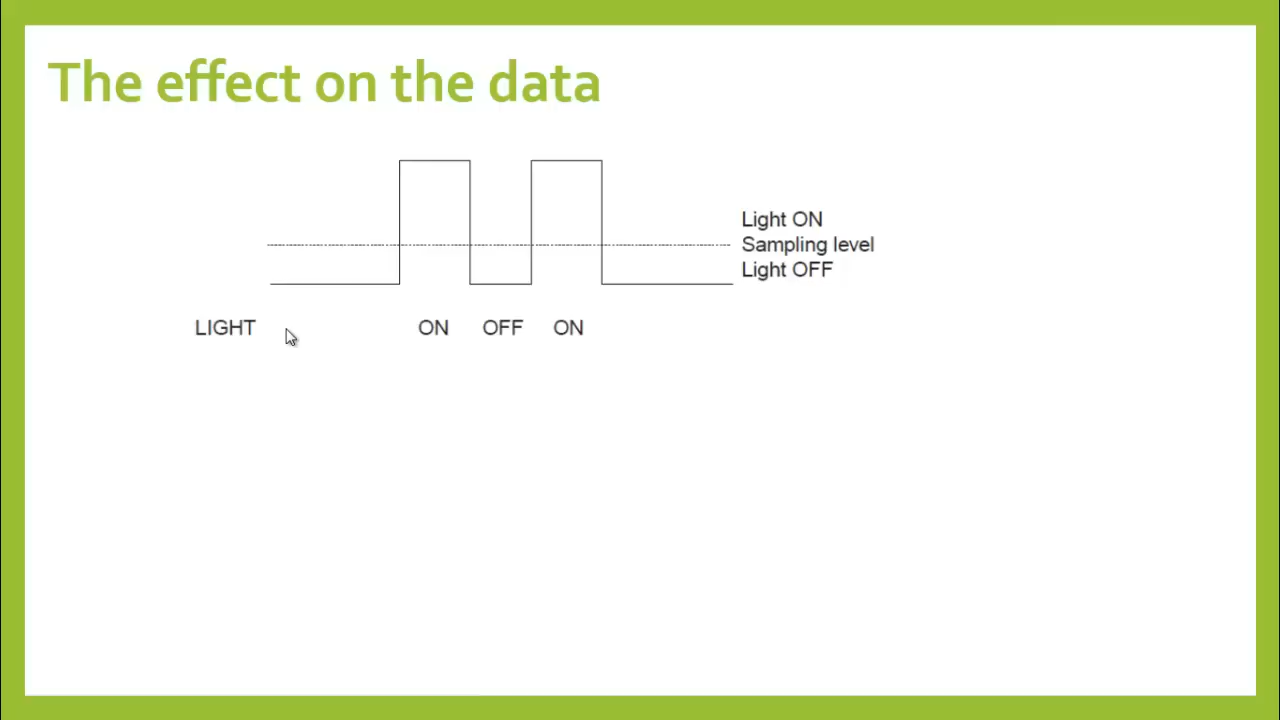 The effect on the data
Light ON
Sampling level
Light OFF
LIGHT ON OFF ON